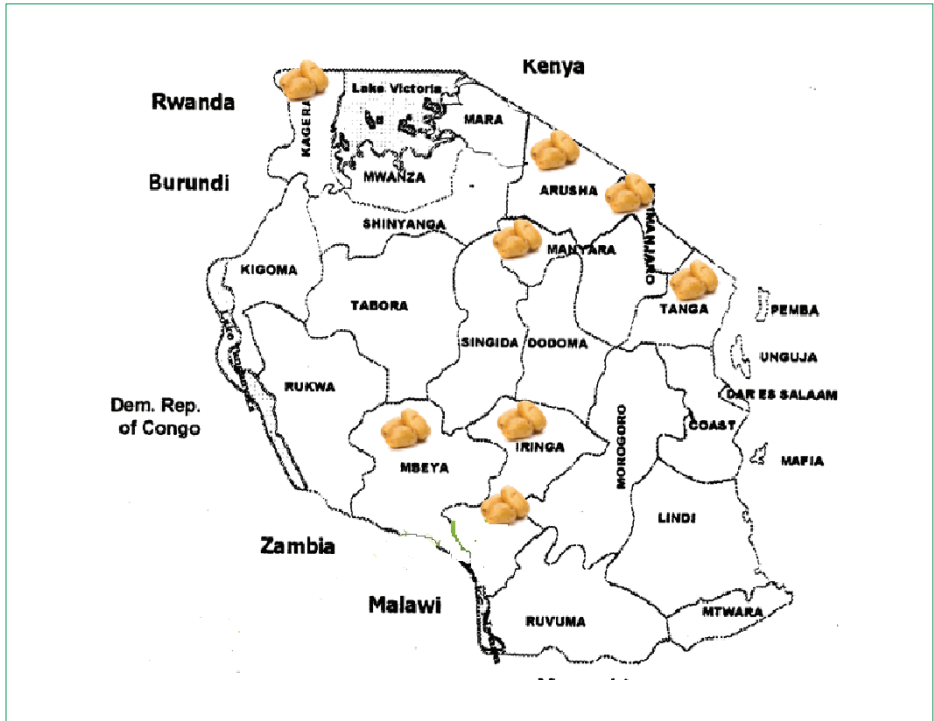 Kenya
Rwanda
Lake Victoria
MARA
KAGERA
Burundi
MWANZA
ARUSHA
SHINYANGA
MANYARA
KIGOMA
TABORA
TANGA
PEMBA
SINGIDA
DODOMA
UNGUJA
RUKWA
DAR ES SALAAM
Dem. Rep.
of Congo
COAST
IRINGA
MOROGORO
MAFIA
MBEYA
LINDI
Zambia
Malawi
MTWARA
RUVUMA